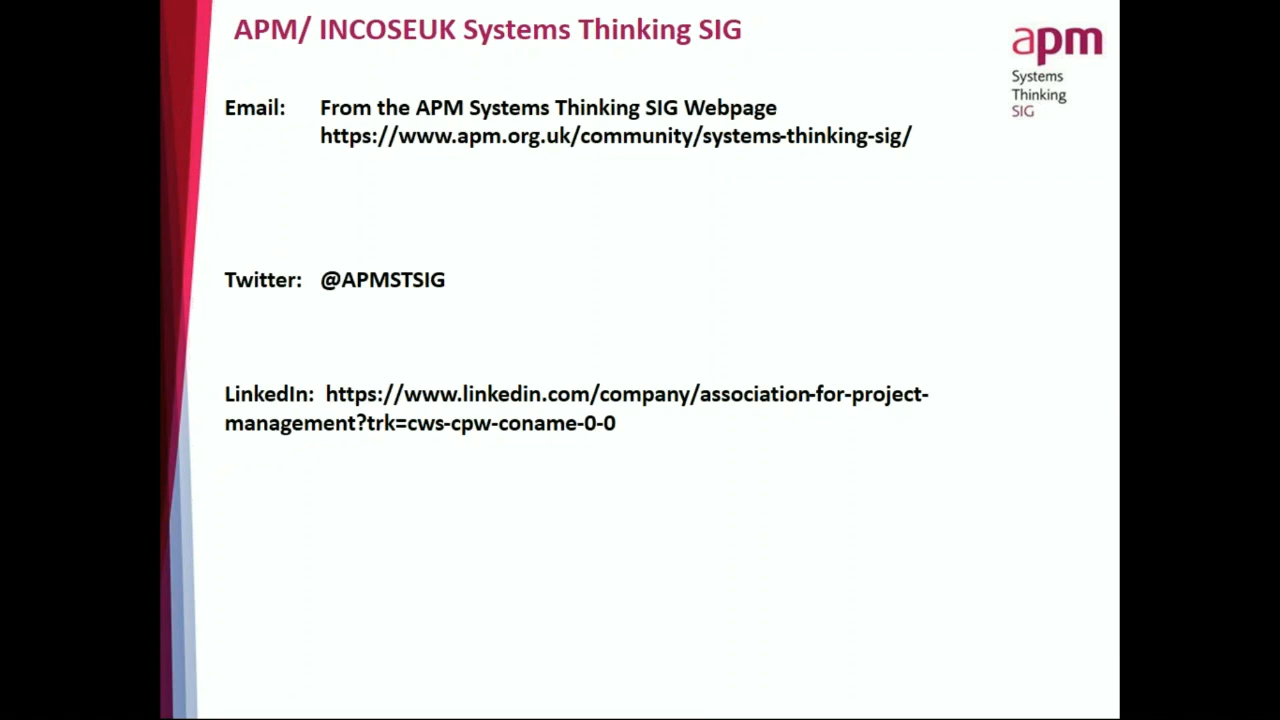 APM/ INCOSEUK Systems Thinking SIG
apm
Systems
Thinking
SIG
Email: From the APM Systems Thinking SIG Webpage
https://www.apm.org.uk/community/systems-thinking-sig/
Twitter: @APMSTSIG
LinkedIn: https://www.linkedin.com/company/association-for-project-
management?trk=cws-cpw-coname-0-0